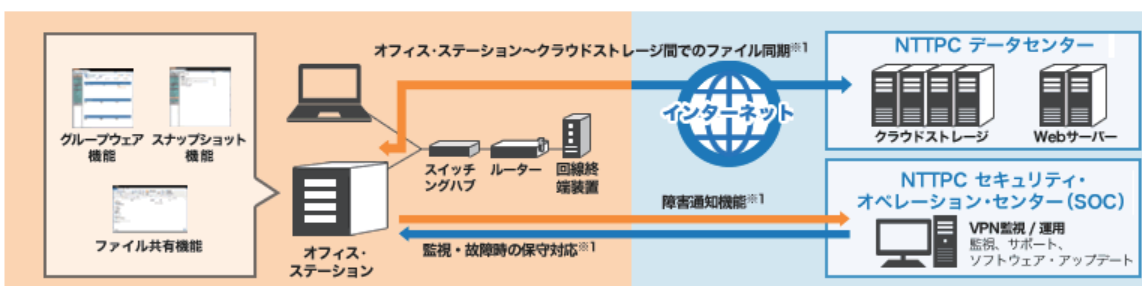 オフィス・ステーション〜クラウドストレージ間でのファイル同期※1
グループウェア
機能
スナップショット
機能
ファイル共有機能
スイッチ
ングハブ
ルーター
回線終
端装置
オフィス・
ステーション
インターネット
障害通知機能※1
監視・故障時の保守対応※1
NTTPC データセンター
クラウドストレージ
Webサーバー
NTTPC セキュリティ・
オペレーション・センター(SOC)
VPN監視 / 運用
監視、サポート、
ソフトウェア・アップデート